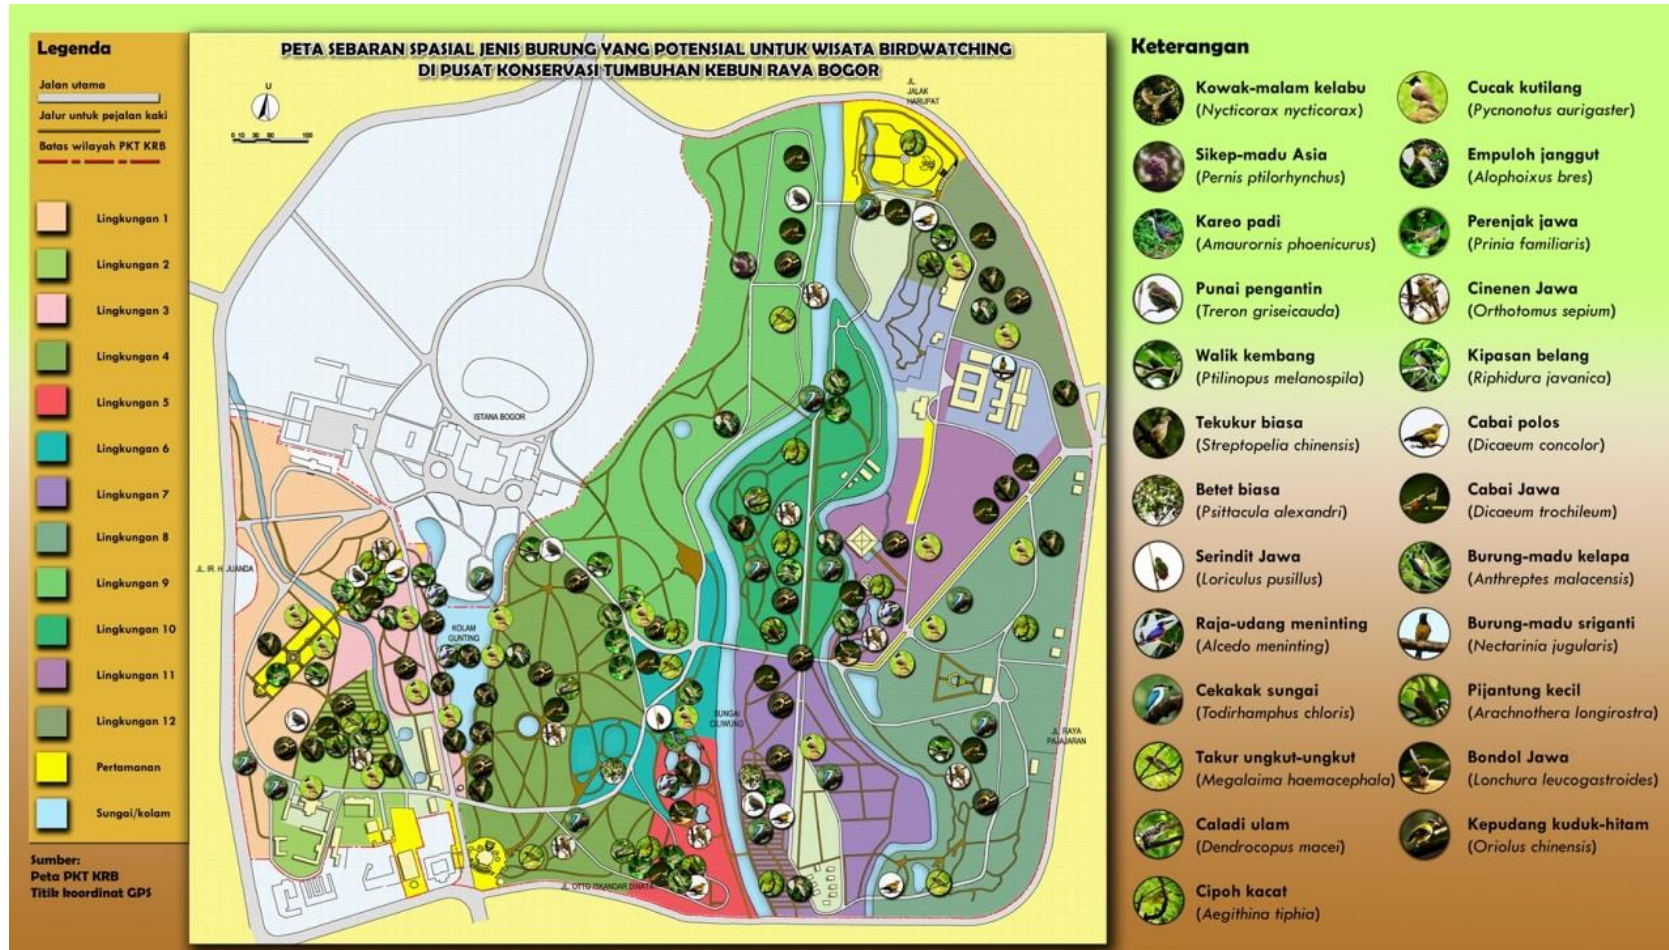 Legenda
Jalan utama
Jalur untuk pejalan kaki
Batas wilayah PKT KRB
Lingkungan 1
Lingkungan 2
Lingkungan 3
Lingkungan 4
Lingkungan 5
Lingkungan 6
Lingkungan 7
Lingkungan 8
Lingkungan 9
Lingkungan 10
Lingkungan 11
Lingkungan 12
Pertamanan
Sungai/kolam
Sumber:
Peta PKT KRB
Titik koordinat GPS
PETA SEBARAN SPASIAL JENIS BURUNG YANG POTENSIAL UNTUK WISATA BIRDWATCHING
DI PUSAT KONSERVASI TUMBUHAN KEBUN RAYA BOGOR
U
JL.
JALAK
HARUPAT
ISTANA BOGOR
JL. IR. H. JUANDA
KOLAM
GUNTING
SUNGAI
CILIWUNG
JL. RAYA
PAJAJARAN
JL. OTTO ISKANDAR DINATA
Keterangan
Kowak-malam kelabu
(Nycticorax nycticorax)
Sikep-madu Asia
(Pernis ptilorhynchus)
Kareo padi
(Amaurornis phoenicurus)
Punai pengantin
(Treron griseicauda)
Walik kembang
(Ptilinopus melanospila)
Tekukur biasa
(Streptopelia chinensis)
Betet biasa
(Psittacula alexandri)
Serindit Jawa
(Loriculus pusillus)
Raja-udang meninting
(Alcedo meninting)
Cekakak sungai
(Todirhamphus chloris)
Takur ungkut-ungkut
(Megalaima haemacephala)
Caladi ulam
(Dendrocopus macei)
Cipoh kacat
(Aegithina tiphia)
Cucak kutilang
(Pycnonotus aurigaster)
Empuloh janggut
(Alophoixus bres)
Perenjak jawa
(Prinia familiaris)
Cinenen Jawa
(Orthotomus sepium)
Kipasan belang
(Riphidura javanica)
Cabai polos
(Dicaeum concolor)
Cabai Jawa
(Dicaeum trochileum)
Burung-madu kelapa
(Anthreptes malacensis)
Burung-madu sriganti
(Nectarinia jugularis)
Pijantung kecil
(Arachnothera longirostra)
Bondol Jawa
(Lonchura leucogastroides)
Kepudang kuduk-hitam
(Oriolus chinensis)